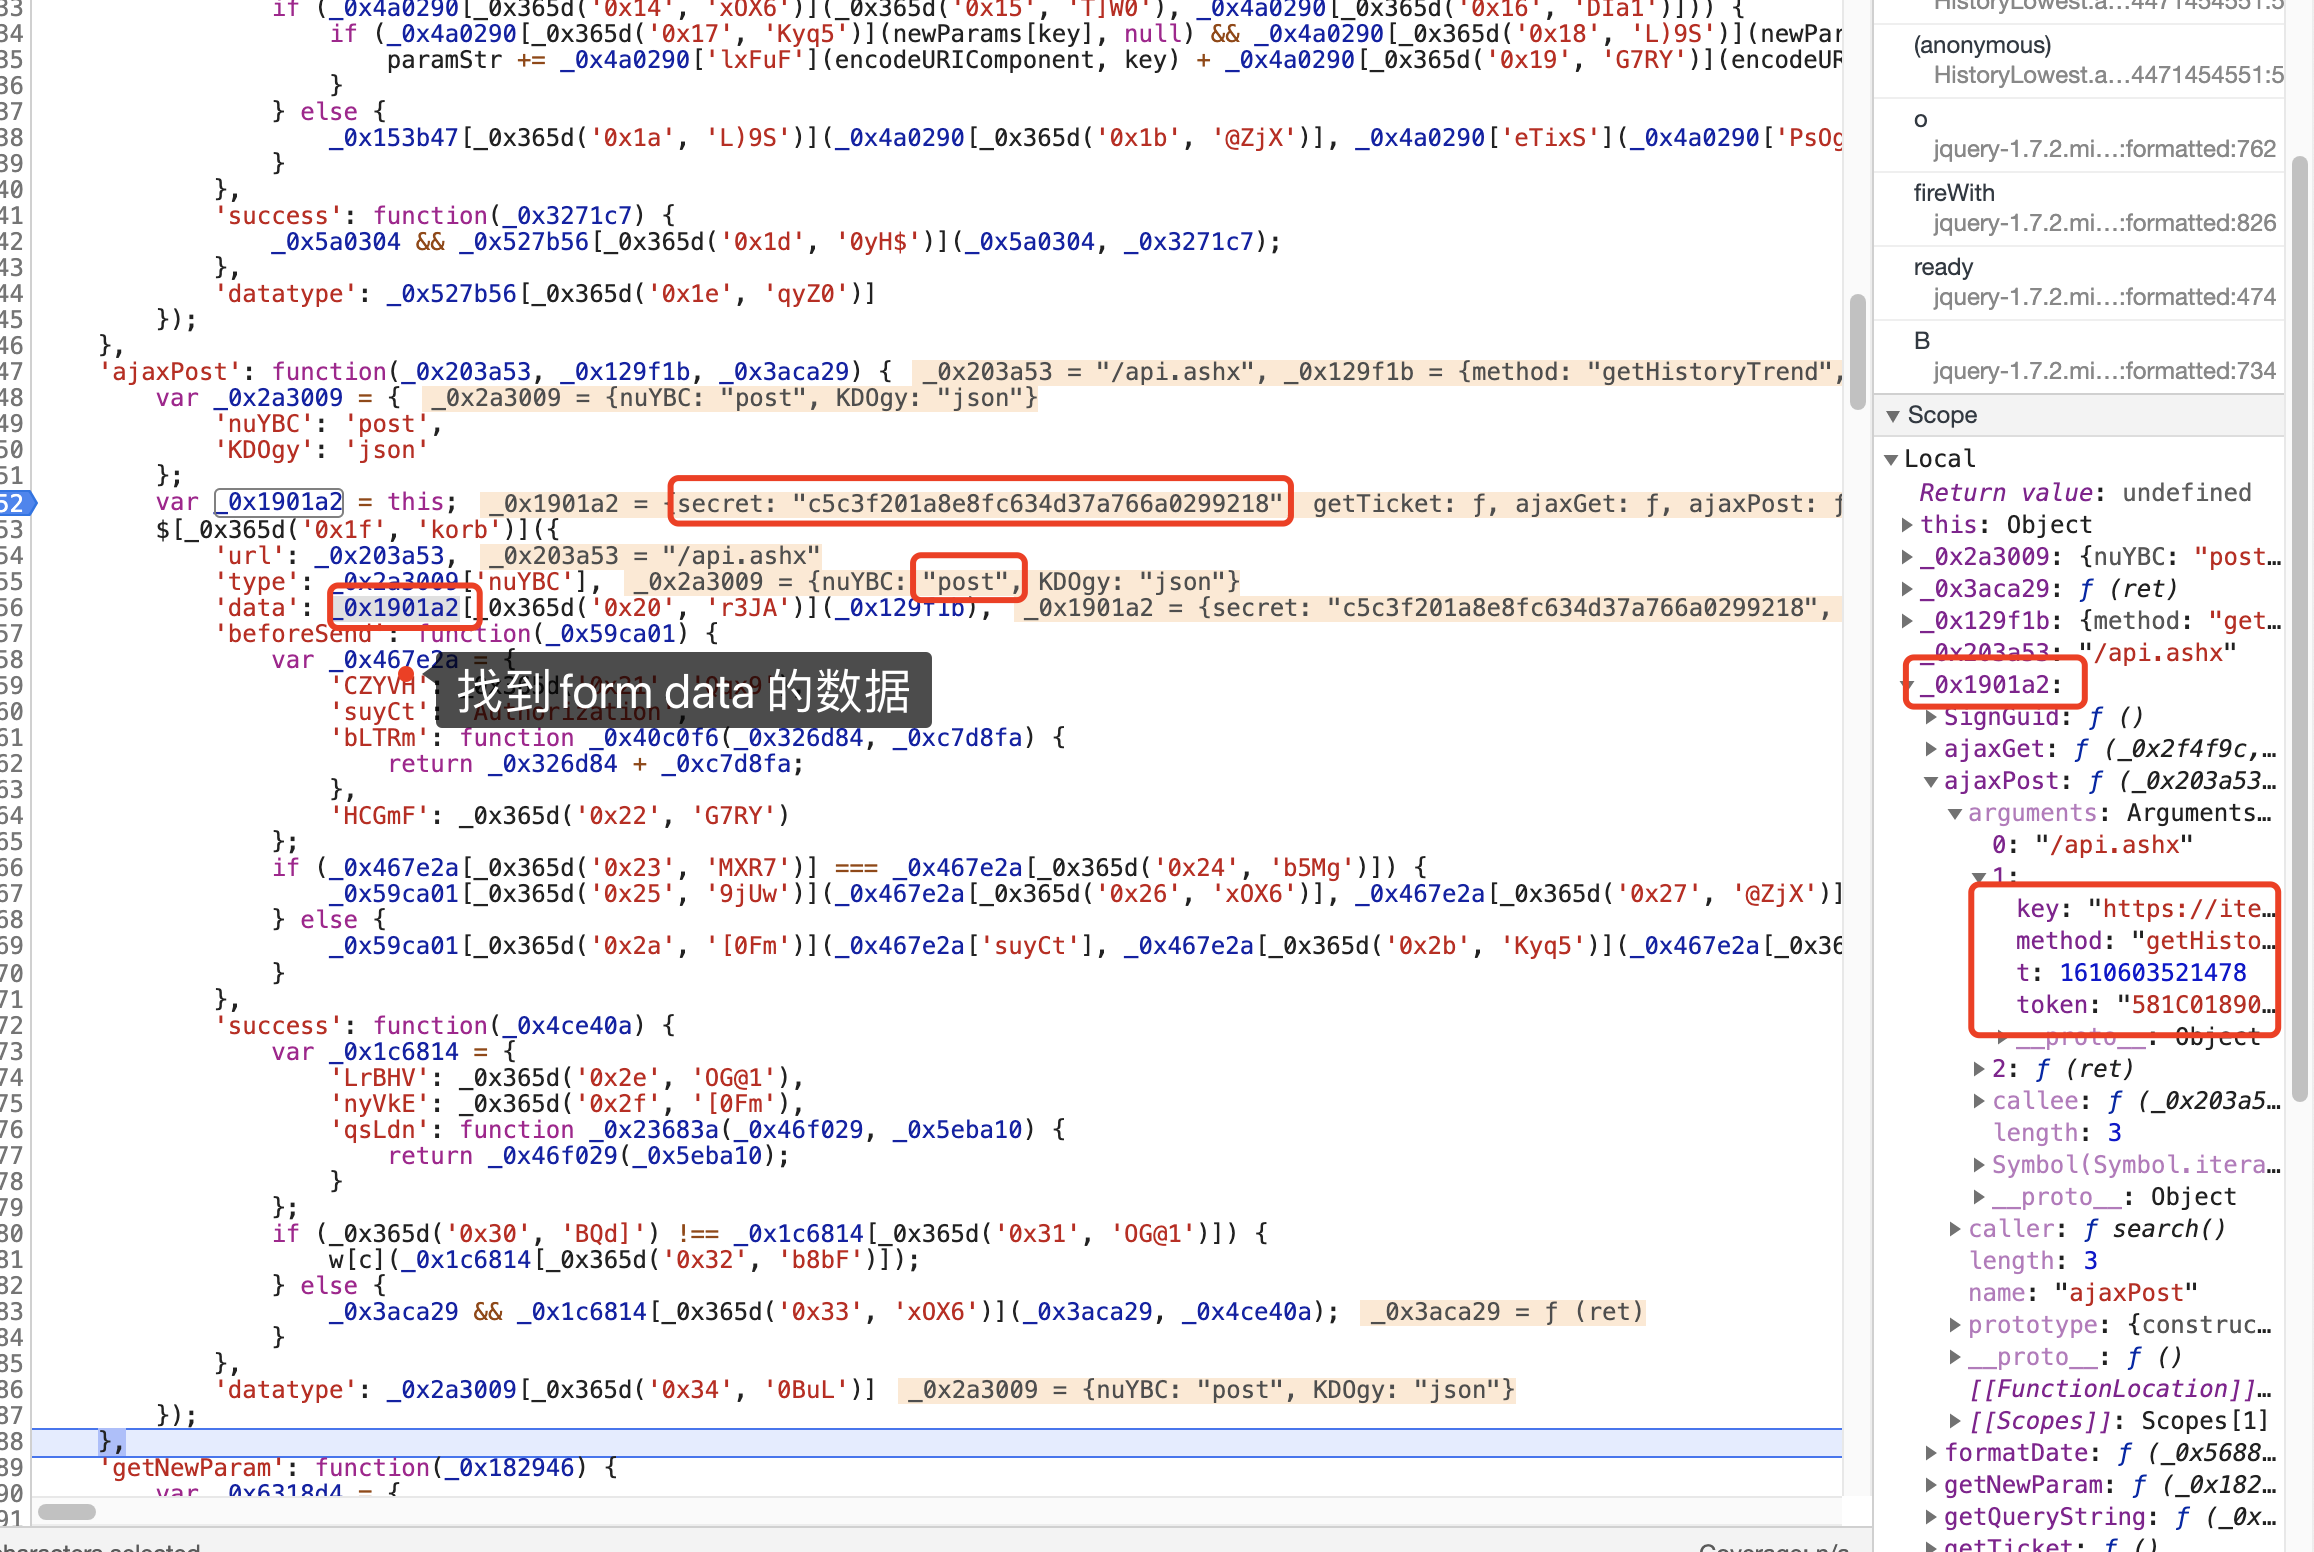 33 if (_0x4a0290[_0x365d('0x14', 'xOX6')](_0x365d('0x15', 'T]W0'), _0x4a0290[_0x365d('0x16', 'DIa1')])) {
34 if (_0x4a0290[_0x365d('0x17', 'Kyq5')](newParams[key], null) && _0x4a0290[_0x365d('0x18', 'L)9S')](newPar
35 paramStr += _0x4a0290['lxFuF'](encodeURIComponent, key) + _0x4a0290[_0x365d('0x19', 'G7RY')](encodeUR
36 }
37 } else {
38 _0x153b47[_0x365d('0x1a', 'L)9S')](_0x4a0290[_0x365d('0x1b', '@ZjX')], _0x4a0290['eTixS'](_0x4a0290['PsOg
39 }
40 },
41 'success': function(_0x3271c7) {
42 _0x5a0304 && _0x527b56[_0x365d('0x1d', '0yH$')](_0x5a0304, _0x3271c7);
43 },
44 'datatype': _0x527b56[_0x365d('0x1e', 'qyZ0')]
45 });
46 },
47 'ajaxPost': function(_0x203a53, _0x129f1b, _0x3aca29) { _0x203a53 = "/api.ashx", _0x129f1b = {method: "getHistoryTrend",
48 var _0x2a3009 = { _0x2a3009 = {nuYBC: "post", KDOgy: "json"}
49 'nuYBC': 'post',
50 'KDOgy': 'json'
51 };
52 var _0x1901a2 = this; _0x1901a2 = {secret: "c5c3f201a8e8fc634d37a766a0299218" getTicket: ƒ, ajaxGet: ƒ, ajaxPost: ƒ
53 $[_0x365d('0x1f', 'korb')]({
54 'url': _0x203a53, _0x203a53 = "/api.ashx"
55 'type': _0x2a3009['nuYBC'], _0x2a3009 = {nuYBC: "post", KDOgy: "json"}
56 'data': _0x1901a2[_0x365d('0x20', 'r3JA')](_0x129f1b), _0x1901a2 = {secret: "c5c3f201a8e8fc634d37a766a0299218",
57 'beforeSend': function(_0x59ca01) {
58 var _0x467e2a = {
59 'CZYVH':
找到 form data 的数据
60 'suyCt': 'Authorization',
61 'bLTRm': function _0x40c0f6(_0x326d84, _0xc7d8fa) {
62 return _0x326d84 + _0xc7d8fa;
63 },
64 'HCGmF': _0x365d('0x22', 'G7RY')
65 };
66 if (_0x467e2a[_0x365d('0x23', 'MXR7')] === _0x467e2a[_0x365d('0x24', 'b5Mg')]) {
67 _0x59ca01[_0x365d('0x25', '9jUw')](_0x467e2a[_0x365d('0x26', 'xOX6')], _0x467e2a[_0x365d('0x27', '@ZjX')]
68 } else {
69 _0x59ca01[_0x365d('0x2a', '[0Fm')](_0x467e2a['suyCt'], _0x467e2a[_0x365d('0x2b', 'Kyq5')](_0x467e2a[_0x36
70 }
71 },
72 'success': function(_0x4ce40a) {
73 var _0x1c6814 = {
74 'LrBHV': _0x365d('0x2e', 'OG@1'),
75 'nyVkE': _0x365d('0x2f', '[0Fm'),
76 'qsLdn': function _0x23683a(_0x46f029, _0x5eba10) {
77 return _0x46f029(_0x5eba10);
78 }
79 };
80 if (_0x365d('0x30', 'BQd]') !== _0x1c6814[_0x365d('0x31', 'OG@1')]) {
81 w[c](_0x1c6814[_0x365d('0x32', 'b8bF')]);
82 } else {
83 _0x3aca29 && _0x1c6814[_0x365d('0x33', 'xOX6')](_0x3aca29, _0x4ce40a); _0x3aca29 = ƒ (ret)
84 }
85 },
86 'datatype': _0x2a3009[_0x365d('0x34', '0BuL')] _0x2a3009 = {nuYBC: "post", KDOgy: "json"}
87 });
88 },
89 'getNewParam': function(_0x182946) {
90 var _0x6318d4 = {
91
characters selected
Coverage: n/a
HistoryLowest.a…4471454551:5
(anonymous)
HistoryLowest.a…4471454551:5
o
jquery-1.7.2.mi…:formatted:762
fireWith
jquery-1.7.2.mi…:formatted:826
ready
jquery-1.7.2.mi…:formatted:474
B
jquery-1.7.2.mi…:formatted:734
Scope
Local
Return value: undefined
this: Object
_0x2a3009: {nuYBC: "post…
_0x3aca29: ƒ (ret)
_0x129f1b: {method: "get…
_0x203a53: "/api.ashx"
_0x1901a2:
SignGuid: ƒ ()
ajaxGet: ƒ (_0x2f4f9c,…
ajaxPost: ƒ (_0x203a53…
arguments: Arguments…
0: "/api.ashx"
1:
key: "https://ite…
method: "getHisto…
t: 1610603521478
token: "581C01890…
__proto__: Object
2: ƒ (ret)
callee: ƒ (_0x203a5…
length: 3
Symbol(Symbol.itera…
__proto__: Object
caller: ƒ search()
length: 3
name: "ajaxPost"
prototype: {construc…
__proto__: ƒ ()
[[FunctionLocation]]…
[[Scopes]]: Scopes[1]
formatDate: ƒ (_0x5688…
getNewParam: ƒ (_0x182…
getQueryString: ƒ (_0x…
getTicket: ƒ ()